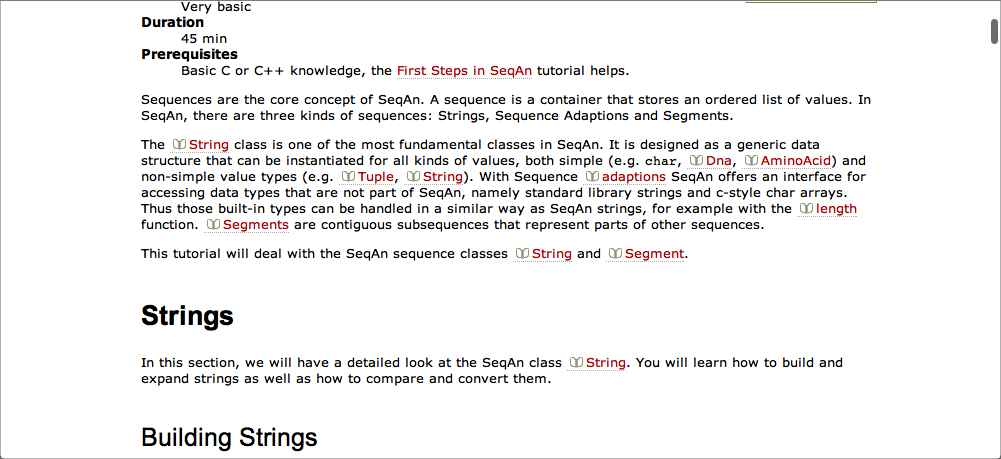 Very basic
Duration
45 min
Prerequisites
Basic C or C++ knowledge, the First Steps in SeqAn tutorial helps.
Sequences are the core concept of SeqAn. A sequence is a container that stores an ordered list of values. In
SeqAn, there are three kinds of sequences: Strings, Sequence Adaptions and Segments.
The String class is one of the most fundamental classes in SeqAn. It is designed as a generic data
structure that can be instantiated for all kinds of values, both simple (e.g. char, Dna, AminoAcid) and
non-simple value types (e.g. Tuple, String). With Sequence adaptions SeqAn offers an interface for
accessing data types that are not part of SeqAn, namely standard library strings and c-style char arrays.
Thus those built-in types can be handled in a similar way as SeqAn strings, for example with the length
function. Segments are contiguous subsequences that represent parts of other sequences.
This tutorial will deal with the SeqAn sequence classes String and Segment.
Strings
In this section, we will have a detailed look at the SeqAn class String. You will learn how to build and
expand strings as well as how to compare and convert them.
Building Strings